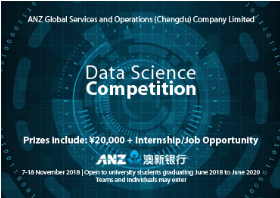 ANZ Global Services and Operations (Chengdu) Company Limited
Data Science
Competition
Prizes Include: ¥20,000 + Internship/Job Opportunity
ANZ 澳新银行
7-18 November 2018 | Open to university students graduating June 2018 to June 2020
Teams and individuals may enter